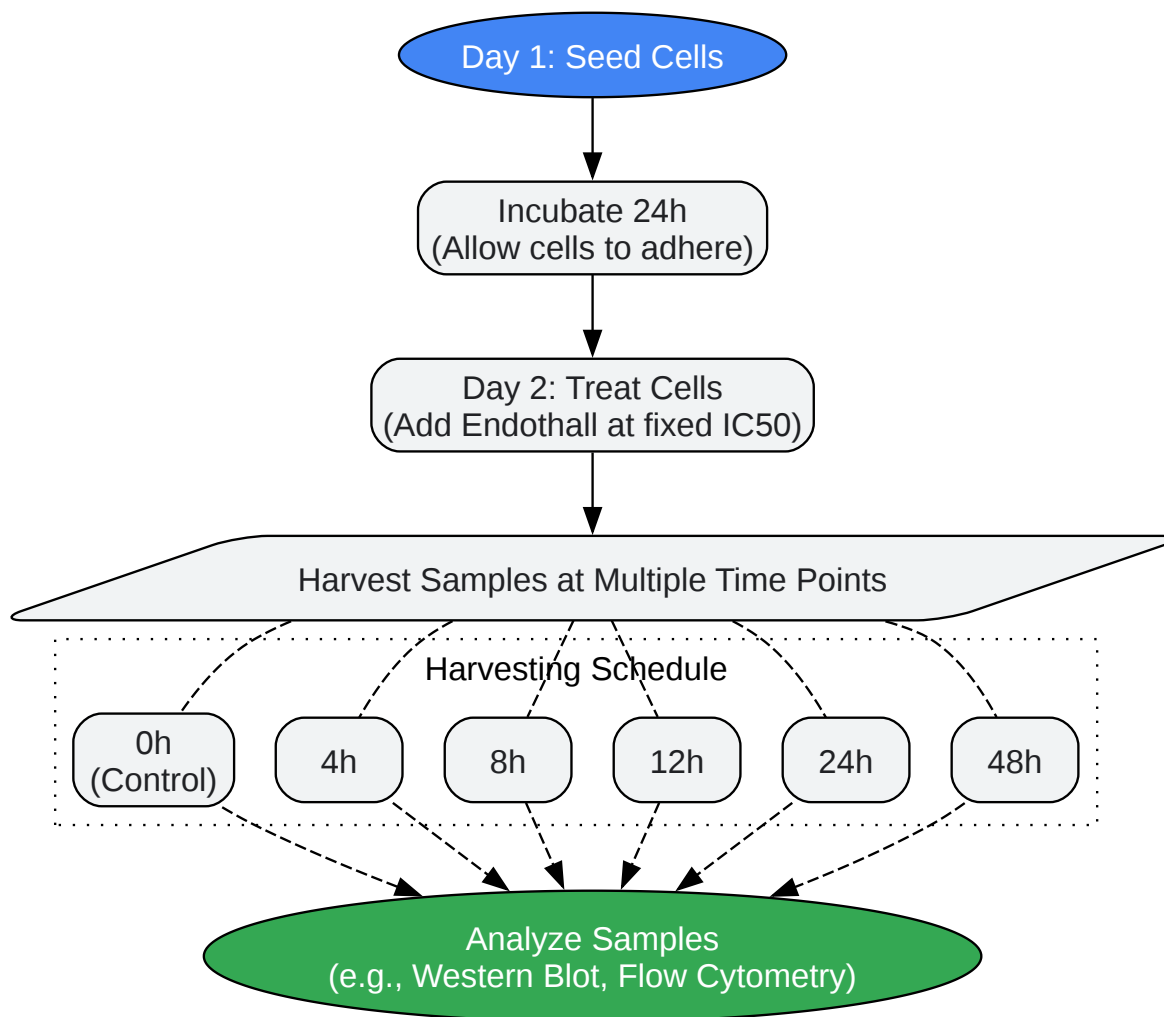 Day 1: Seed Cells
Incubate 24h
(Allow cells to adhere)
Day 2: Treat Cells
(Add Endothall at fixed IC50)
Harvest Samples at Multiple Time Points
Harvesting Schedule
0h
(Control)
4h
8h
12h
24h
48h
Analyze Samples
(e.g., Western Blot, Flow Cytometry)